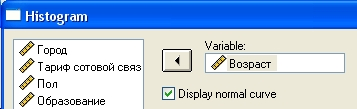 Histogram
Город
Тариф сотовой связ
Пол
Образование
Variable:
Возраст
Display normal curve